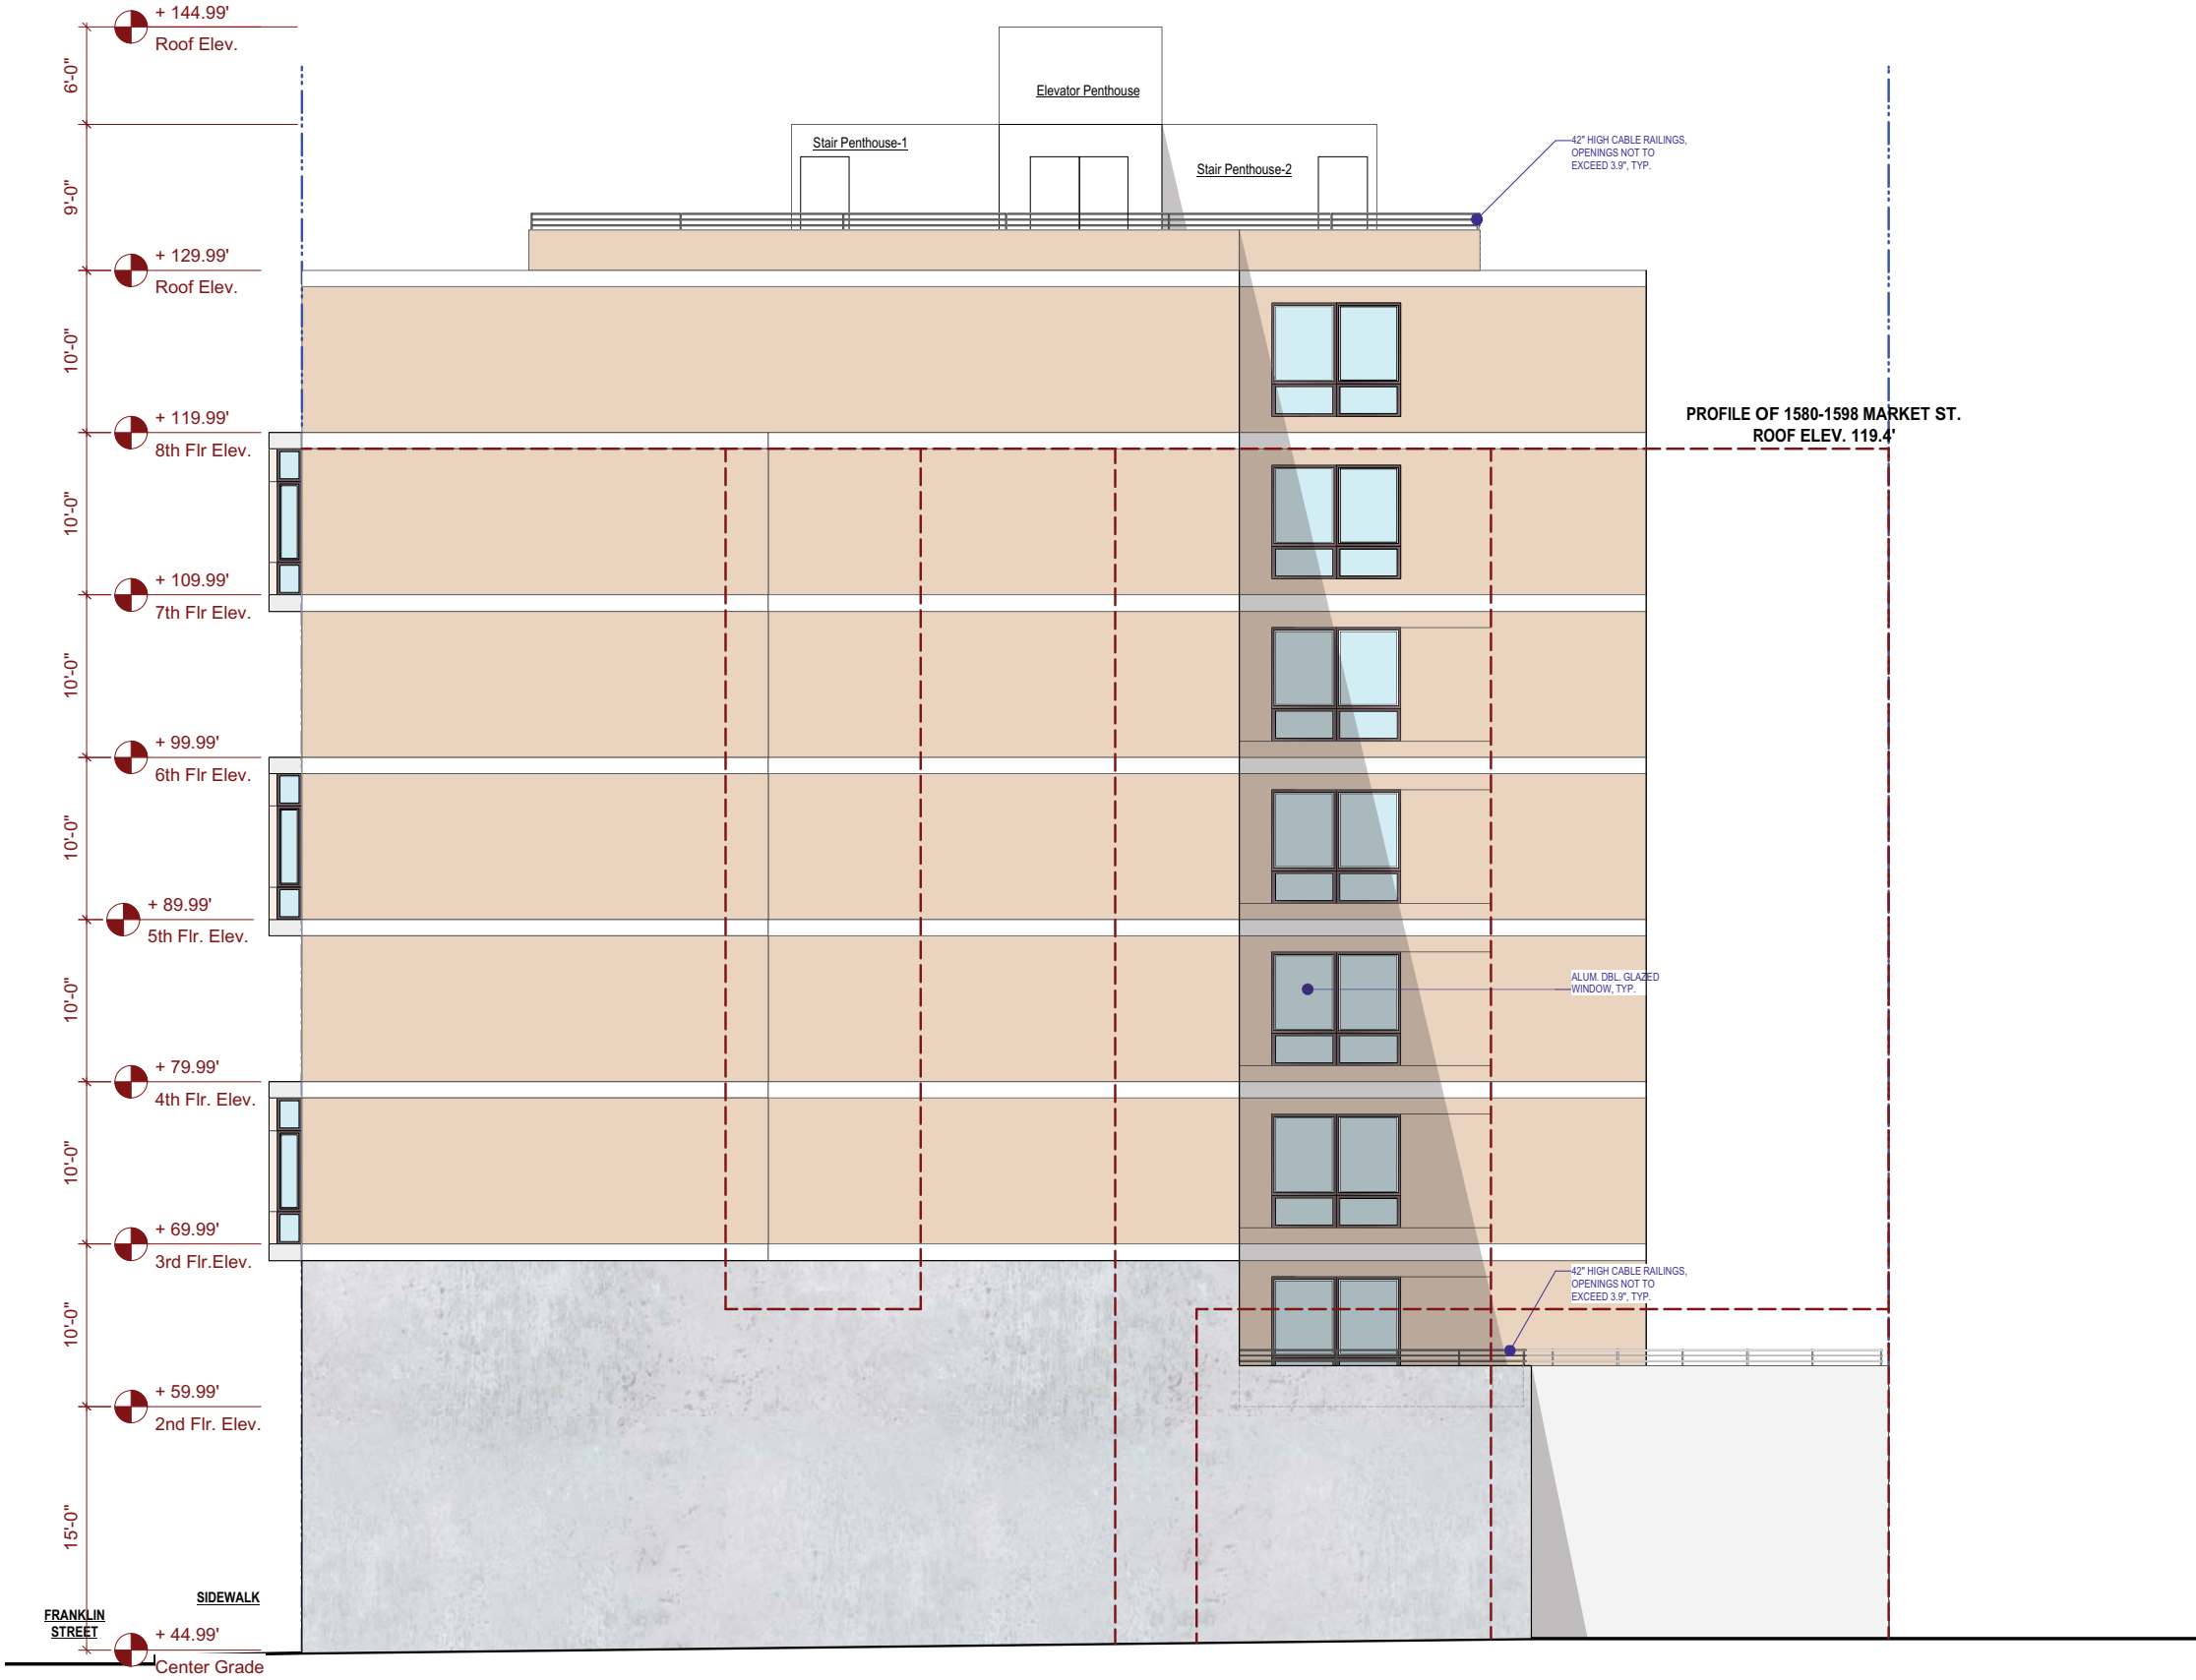 + 144.99'
Roof Elev.
6'-0"
Elevator Penthouse
Stair Penthouse-1
Stair Penthouse-2
42" HIGH CABLE RAILINGS,
OPENINGS NOT TO
EXCEED 3.9", TYP.
9'-0"
+ 129.99'
Roof Elev.
10'-0"
PROFILE OF 1580-1598 MARKET ST.
ROOF ELEV. 119.4'
+ 119.99'
8th Flr Elev.
10'-0"
+ 109.99'
7th Flr Elev.
10'-0"
+ 99.99'
6th Flr Elev.
10'-0"
+ 89.99'
5th Flr. Elev.
10'-0"
ALUM. DBL. GLAZED
WINDOW, TYP.
+ 79.99'
4th Flr. Elev.
10'-0"
+ 69.99'
3rd Flr.Elev.
42" HIGH CABLE RAILINGS,
OPENINGS NOT TO
EXCEED 3.9", TYP.
10'-0"
+ 59.99'
2nd Flr. Elev.
15'-0"
SIDEWALK
FRANKLIN
STREET
+ 44.99'
Center Grade